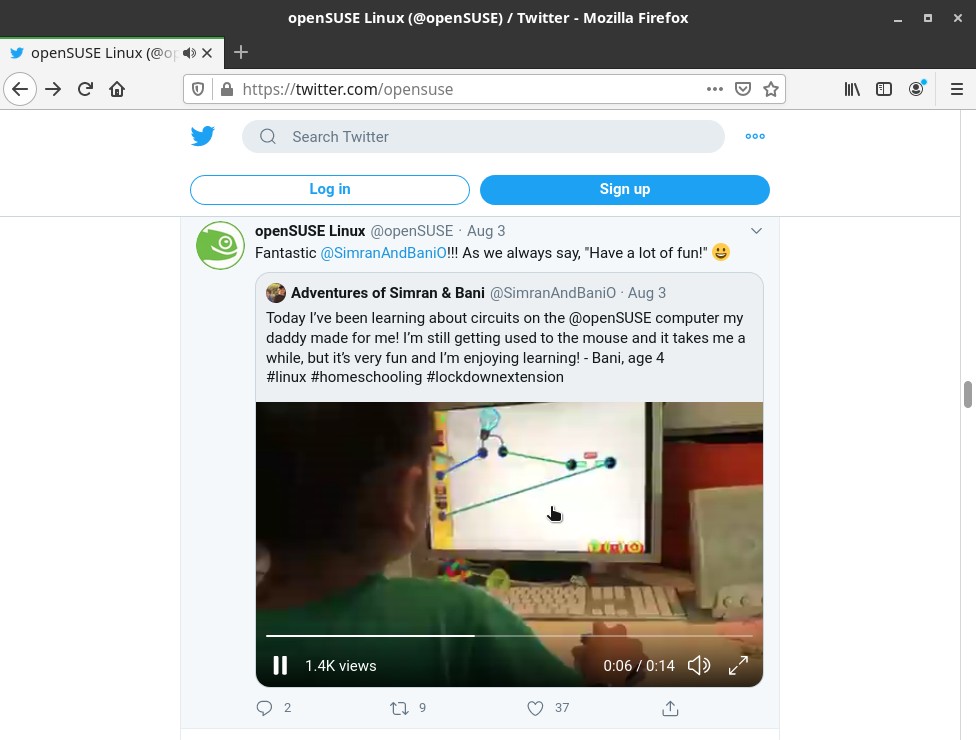 openSUSE Linux (@openSUSE) / Twitter - Mozilla Firefox
openSUSE Linux (@op
https://twitter.com/opensuse
Search Twitter
Log in
Sign up
openSUSE Linux @openSUSE · Aug 3
Fantastic @SimranAndBaniO!!! As we always say, "Have a lot of fun!" 😀
Adventures of Simran & Bani @SimranAndBaniO · Aug 3
Today I’ve been learning about circuits on the @openSUSE computer my
daddy made for me! I’m still getting used to the mouse and it takes me a
while, but it’s very fun and I’m enjoying learning! - Bani, age 4
#linux #homeschooling #lockdownextension
1.4K views
0:06 / 0:14
2
9
37